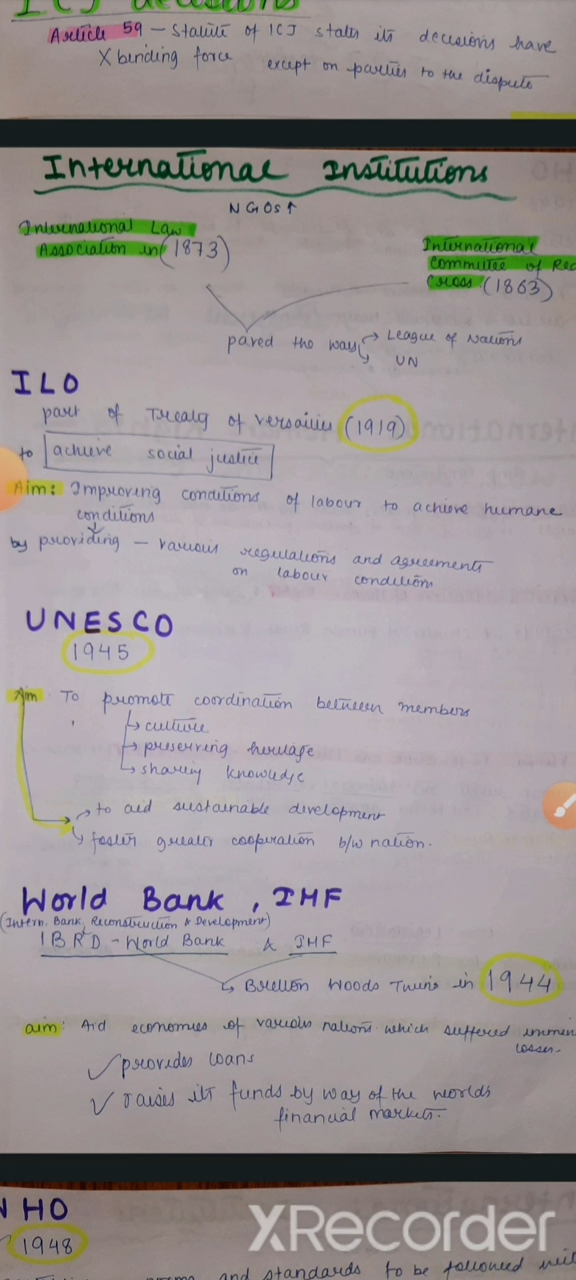 ICJ decisions
Article 59 – Statute of ICJ states its decisions have
X binding force except on parties to the dispute
International Institutions
NGOs ↑
International Law
Association in (1873)
International
Committee of Red
Cross (1863)
paved the way → League of Nations
UN
ILO
part of Treaty of Versailles (1919)
to achieve social justice
Aim: Improving conditions of labour to achieve humane
conditions
by providing – various regulations and agreements
on labour conditions
UNESCO
1945
Aim To promote coordination between members
→ culture
→ preserving heritage
→ sharing knowledge
→ to aid sustainable development
foster greater cooperation b/w nation.
World Bank, IMF
(Intern. Bank, Reconstruction & Development)
IBRD - World Bank & IMF
→ Bretton Woods Twins in 1944
aim: Aid economies of various nations which suffered immen
losses.
✓ provides loans
✓ raises its funds by way of the world's
financial markets.
HO
1948
and standards to be followed
XRecorder